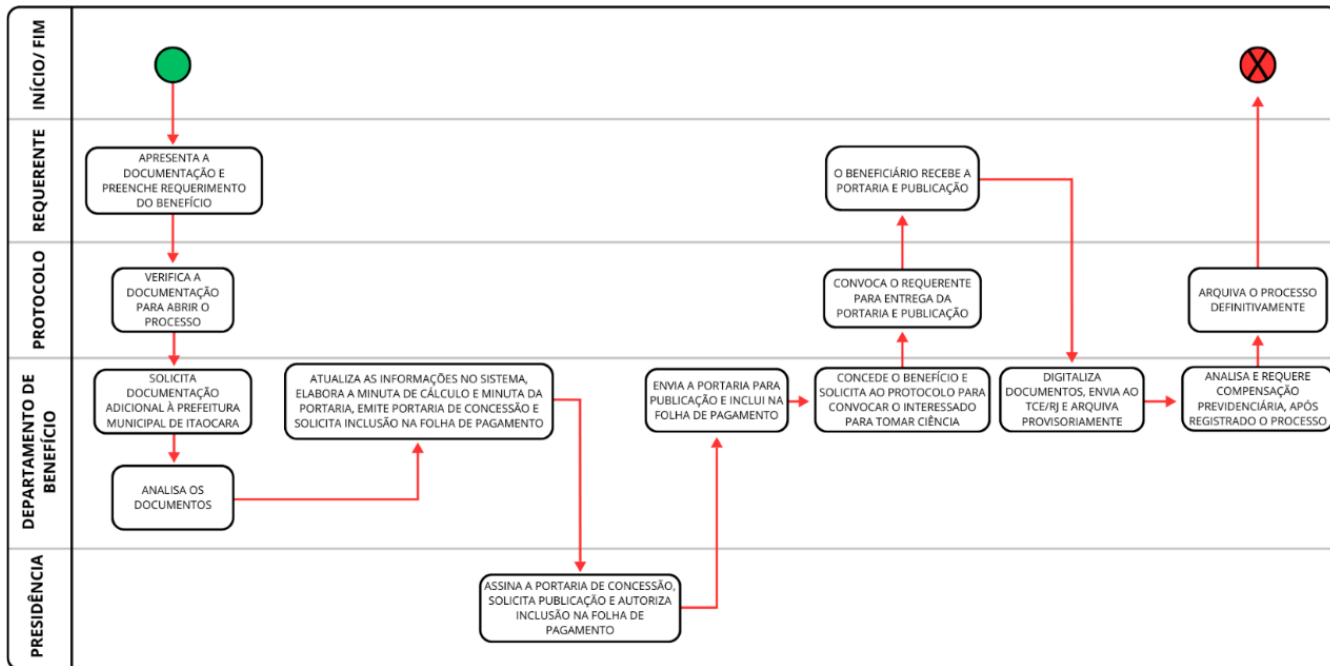 INÍCIO/ FIM
REQUERENTE
APRESENTA A
DOCUMENTAÇÃO E
PREENCHE REQUERIMENTO
DO BENEFÍCIO
O BENEFICIÁRIO RECEBE A
PORTARIA E PUBLICAÇÃO
PROTOCOLO
VERIFICA A
DOCUMENTAÇÃO
PARA ABRIR O
PROCESSO
CONVOCA O REQUERENTE
PARA ENTREGA DA
PORTARIA E PUBLICAÇÃO
ARQUIVA O PROCESSO
DEFINITIVAMENTE
DEPARTAMENTO DE
BENEFÍCIO
SOLICITA
DOCUMENTAÇÃO
ADICIONAL À PREFEITURA
MUNICIPAL DE ITAOCARA
ANALISA OS
DOCUMENTOS
ATUALIZA AS INFORMAÇÕES NO SISTEMA,
ELABORA A MINUTA DE CÁLCULO E MINUTA DA
PORTARIA, EMITE PORTARIA DE CONCESSÃO E
SOLICITA INCLUSÃO NA FOLHA DE PAGAMENTO
ENVIA A PORTARIA PARA
PUBLICAÇÃO E INCLUI NA
FOLHA DE PAGAMENTO
CONCEDE O BENEFÍCIO E
SOLICITA AO PROTOCOLO PARA
CONVOCAR O INTERESSADO
PARA TOMAR CIÊNCIA
DIGITALIZA
DOCUMENTOS, ENVIA AO
TCE/RJ E ARQUIVA
PROVISORIAMENTE
ANALISA E REQUERE
COMPENSAÇÃO
PREVIDENCIÁRIA, APÓS
REGISTRADO O PROCESSO
PRESIDÊNCIA
ASSINA A PORTARIA DE CONCESSÃO,
SOLICITA PUBLICAÇÃO E AUTORIZA
INCLUSÃO NA FOLHA DE
PAGAMENTO